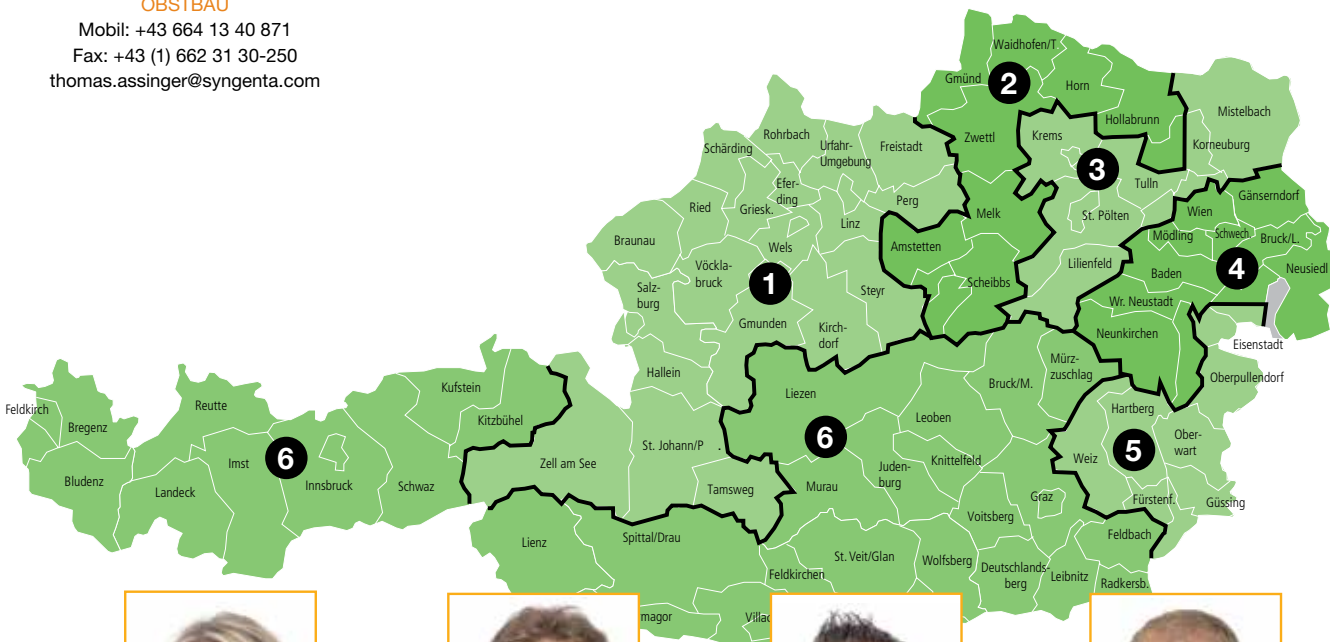 OBSTBAU
Mobil: +43 664 13 40 871
Fax: +43 (1) 662 31 30-250
thomas.assinger@syngenta.com
Waidhofen/T.
Gmünd
2
Horn
Hollabrunn
Mistelbach
Zwettl
Krems
Korneuburg
3
Tulln
Rohrbach
Schärding
Urfahr-
Umgebung
Freistadt
Efer-
ding
Perg
Ried
Griesk.
Linz
Melk
St. Pölten
Wien
Gänserndorf
Mödling
Schwech.
Bruck/L.
Braunau
Wels
Amstetten
Vöckla-
bruck
1
Lilienfeld
Baden
4
Neusiedl
Salz-
burg
Steyr
Scheibbs
Wr. Neustadt
Gmunden
Kirch-
dorf
Neunkirchen
Eisenstadt
Hallein
Mürz-
zuschlag
Oberpullendorf
Bruck/M.
Kufstein
Liezen
Reutte
Feldkirch
Bregenz
Kitzbühel
Leoben
Hartberg
6
St. Johann/P.
Ober-
wart
5
Imst
6
Zell am See
Knittelfeld
Weiz
Bludenz
Landeck
Innsbruck
Schwaz
Tamsweg
Murau
Juden-
burg
Graz
Fürstenf.
Güssing
Voitsberg
Lienz
Spittal/Drau
Feldbach
Feldkirchen
St. Veit/Glan
Wolfsberg
Deutschlands-
berg
Leibnitz
Radkersb.
magor
Villac